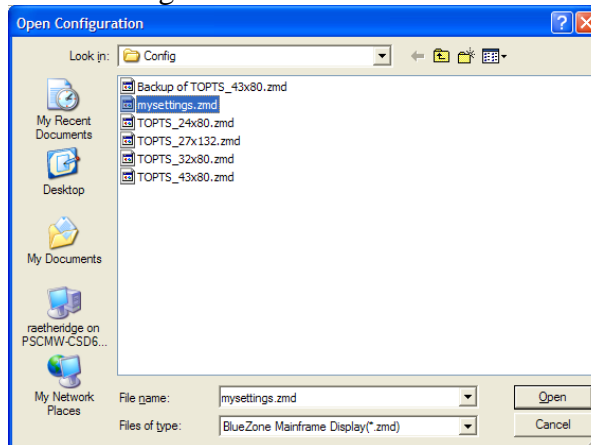 Open Configuration
Look in: Config
Backup of TOPTS_43x80.zmd
mysettings.zmd
TOPTS_24x80.zmd
TOPTS_27x132.zmd
TOPTS_32x80.zmd
TOPTS_43x80.zmd
My Recent
Documents
Desktop
My Documents
raetheridge on
PSCMW-CSD6...
My Network
Places
File name: mysettings.zmd Open
Files of type: BlueZone Mainframe Display(*.zmd) Cancel